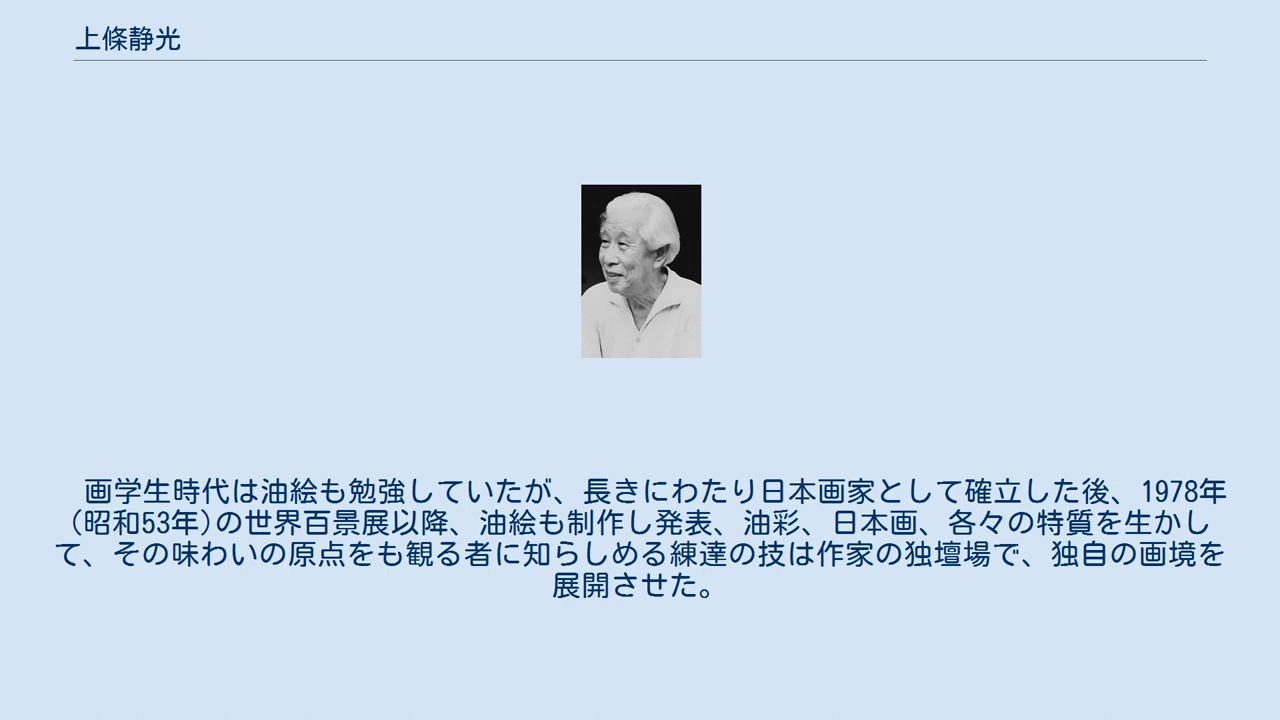 上條静光
画学生時代は油絵も勉強していたが、長きにわたり日本画家として確立した後、1978年
(昭和53年)の世界百景展以降、油絵も制作し発表、油彩、日本画、各々の特質を生かし
て、その味わいの原点をも観る者に知らしめる練達の技は作家の独壇場で、独自の画境を
展開させた。